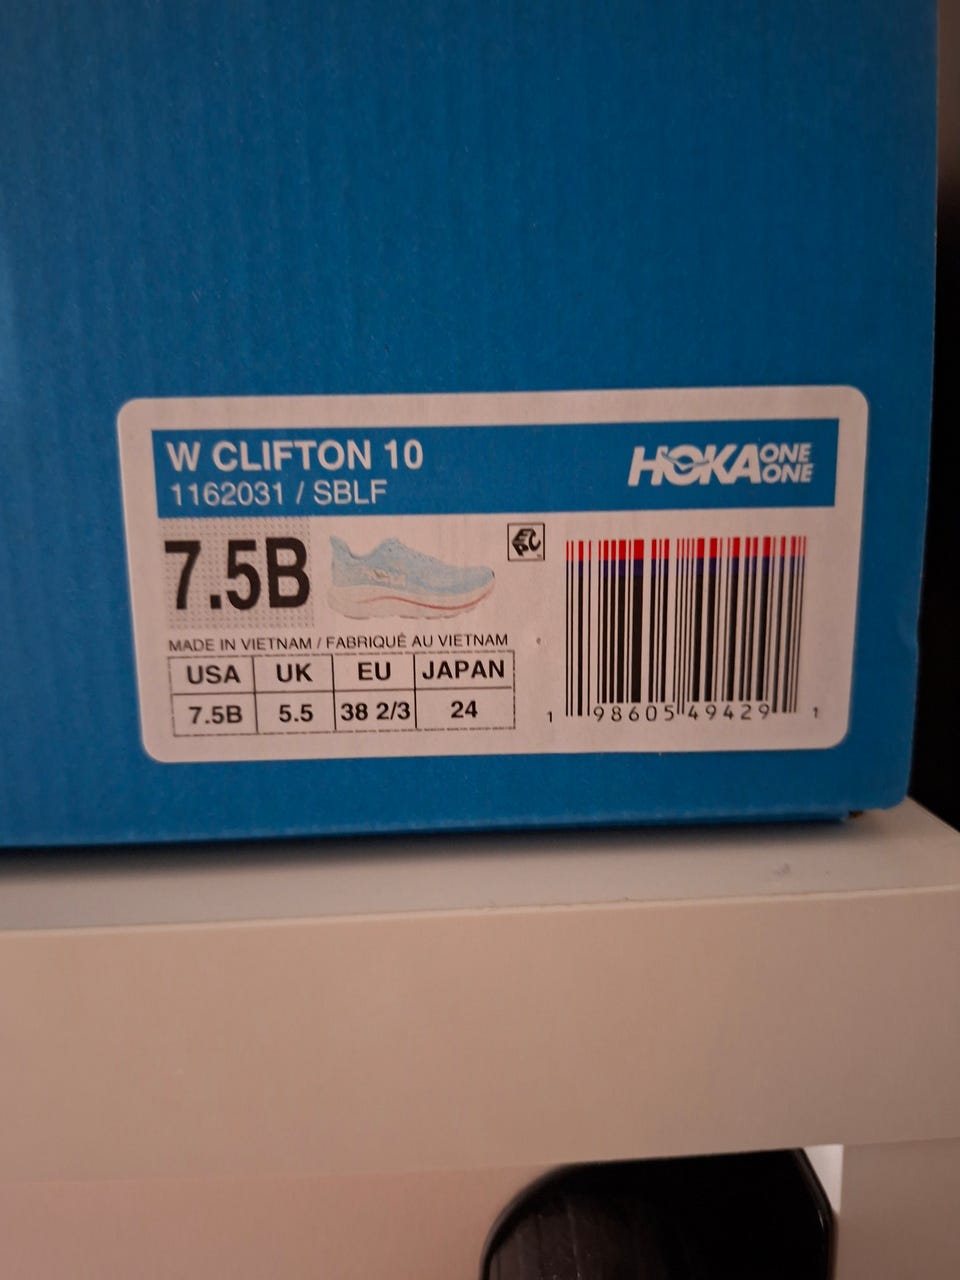 W CLIFTON 10
1162031 / SBLF
HOKA ONE ONE
7.5B
MADE IN VIETNAM / FABRIQUÉ AU VIETNAM
USA UK EU JAPAN
7.5B 5.5 38 2/3 24
1 98605 49429 1